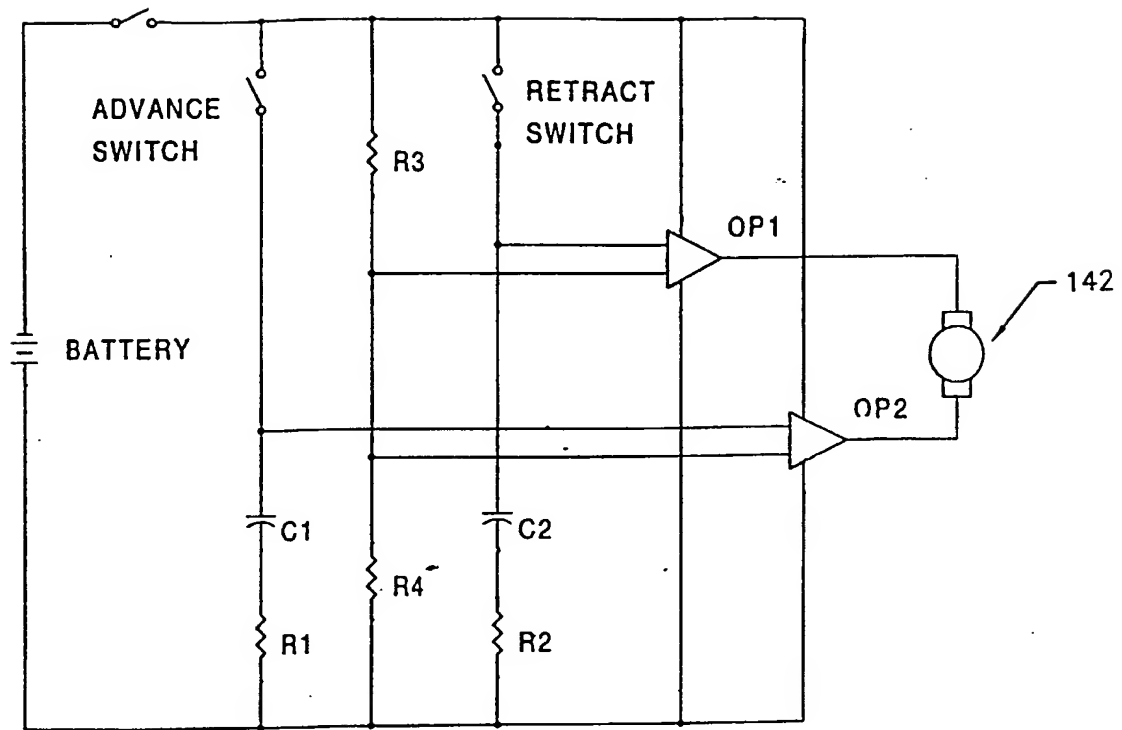 ADVANCE
SWITCH
RETRACT
SWITCH
R3
OP1
142
BATTERY
OP2
C1
C2
R4
R1
R2